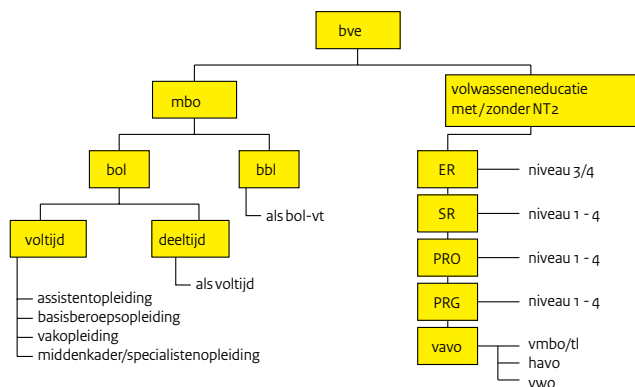 bve
mbo
volwasseneneducatie
met/zonder NT2
bol
bbl
ER
niveau 3/4
als bol-vt
SR
niveau 1 - 4
voltijd
deeltijd
PRO
niveau 1 - 4
als voltijd
assistentopleiding
basisberoepsopleiding
vakopleiding
middenkader/specialistenopleiding
PRG
niveau 1 - 4
vavo
vmbo/tl
havo
vwo